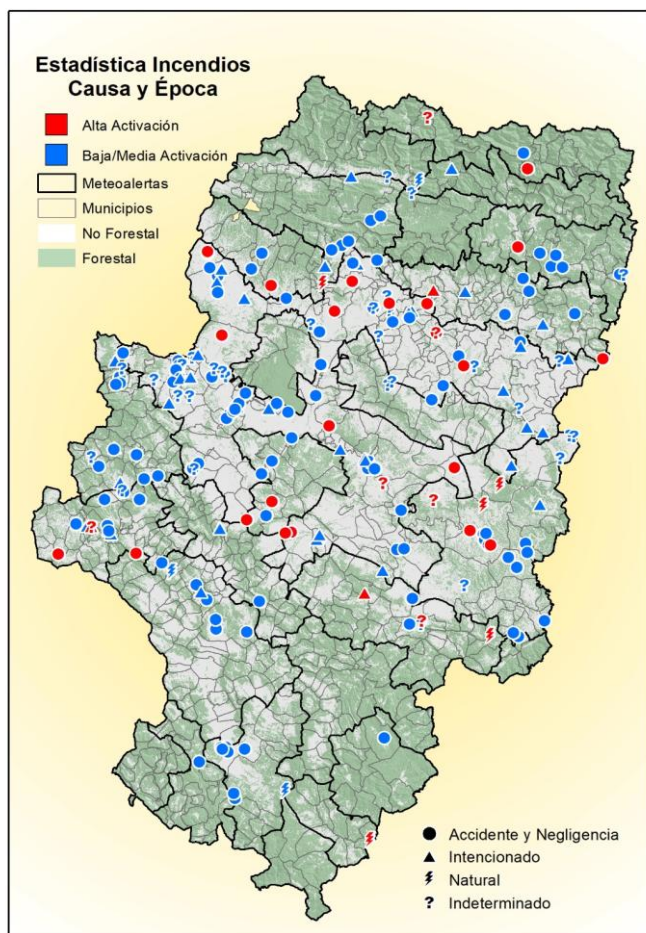 Estadística Incendios
Causa y Época
Alta Activación
Baja/Media Activación
Meteoalertas
Municipios
No Forestal
Forestal
Accidente y Negligencia
Intencionado
Natural
? Indeterminado